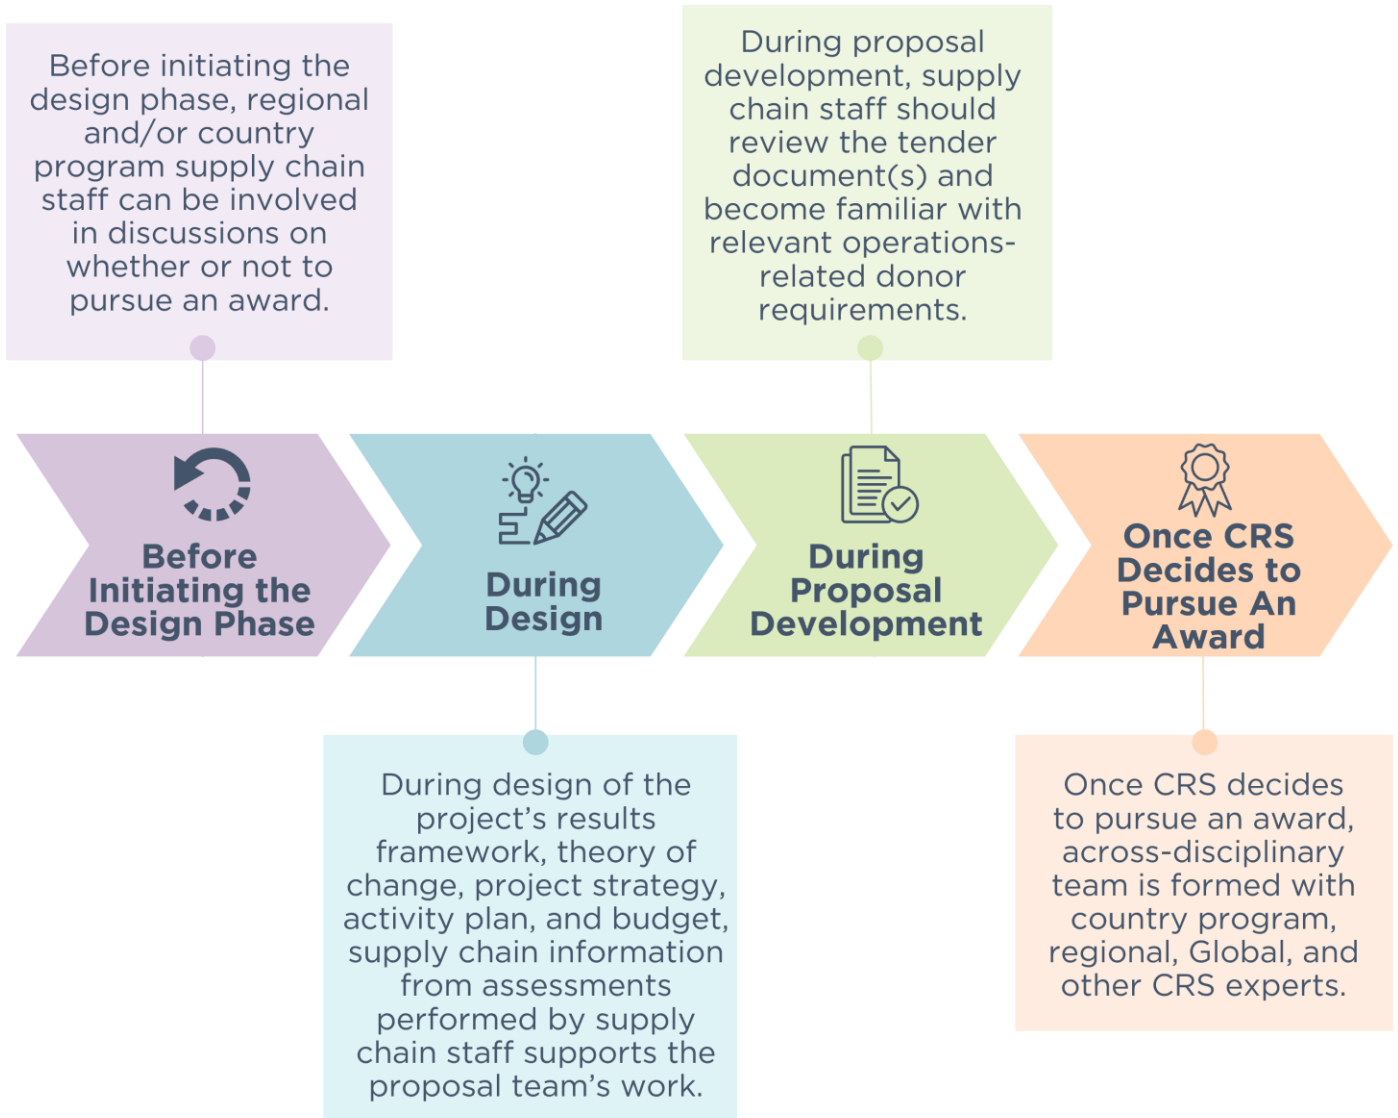 Before initiating the
design phase, regional
and/or country
program supply chain
staff can be involved
in discussions on
whether or not to
pursue an award.
During proposal
development, supply
chain staff should
review the tender
document(s) and
become familiar with
relevant operations-
related donor
requirements.
Before
Initiating the
Design Phase
During
Design
During
Proposal
Development
Once CRS
Decides to
Pursue An
Award
During design of the
project’s results
framework, theory of
change, project strategy,
activity plan, and budget,
supply chain information
from assessments
performed by supply
chain staff supports the
proposal team’s work.
Once CRS decides
to pursue an award,
across-disciplinary
team is formed with
country program,
regional, Global, and
other CRS experts.